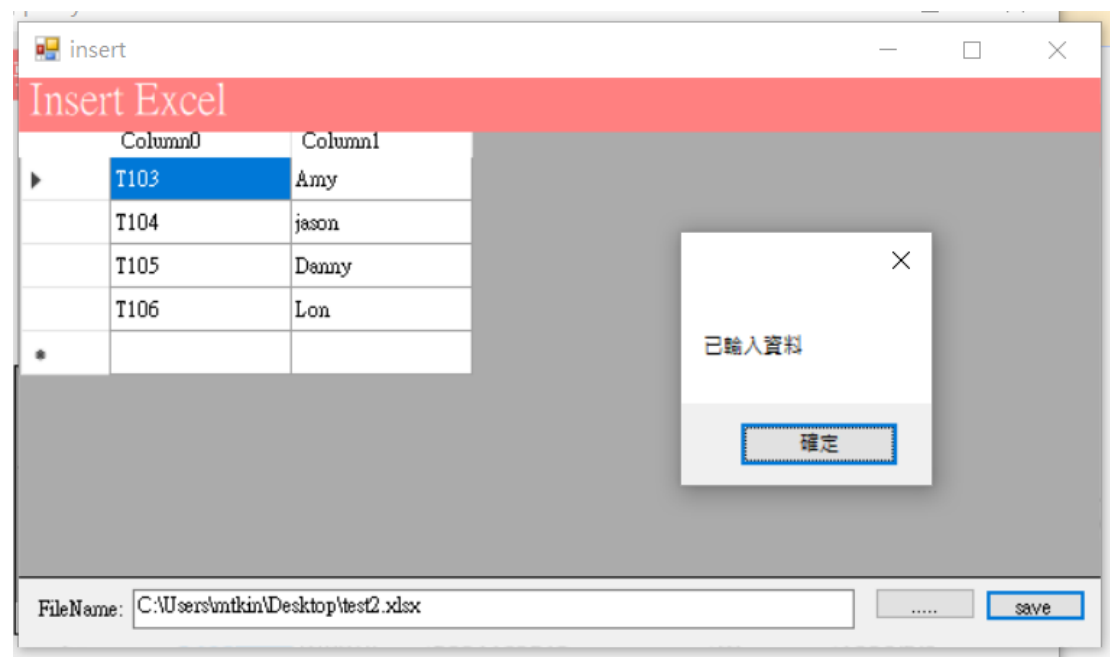 insert
Insert Excel
Column0 Column1
T103 Amy
T104 jason
T105 Danny
T106 Lon
已輸入資料
確定
FileName: C:\Users\mtkin\Desktop\test2.xlsx ..... save